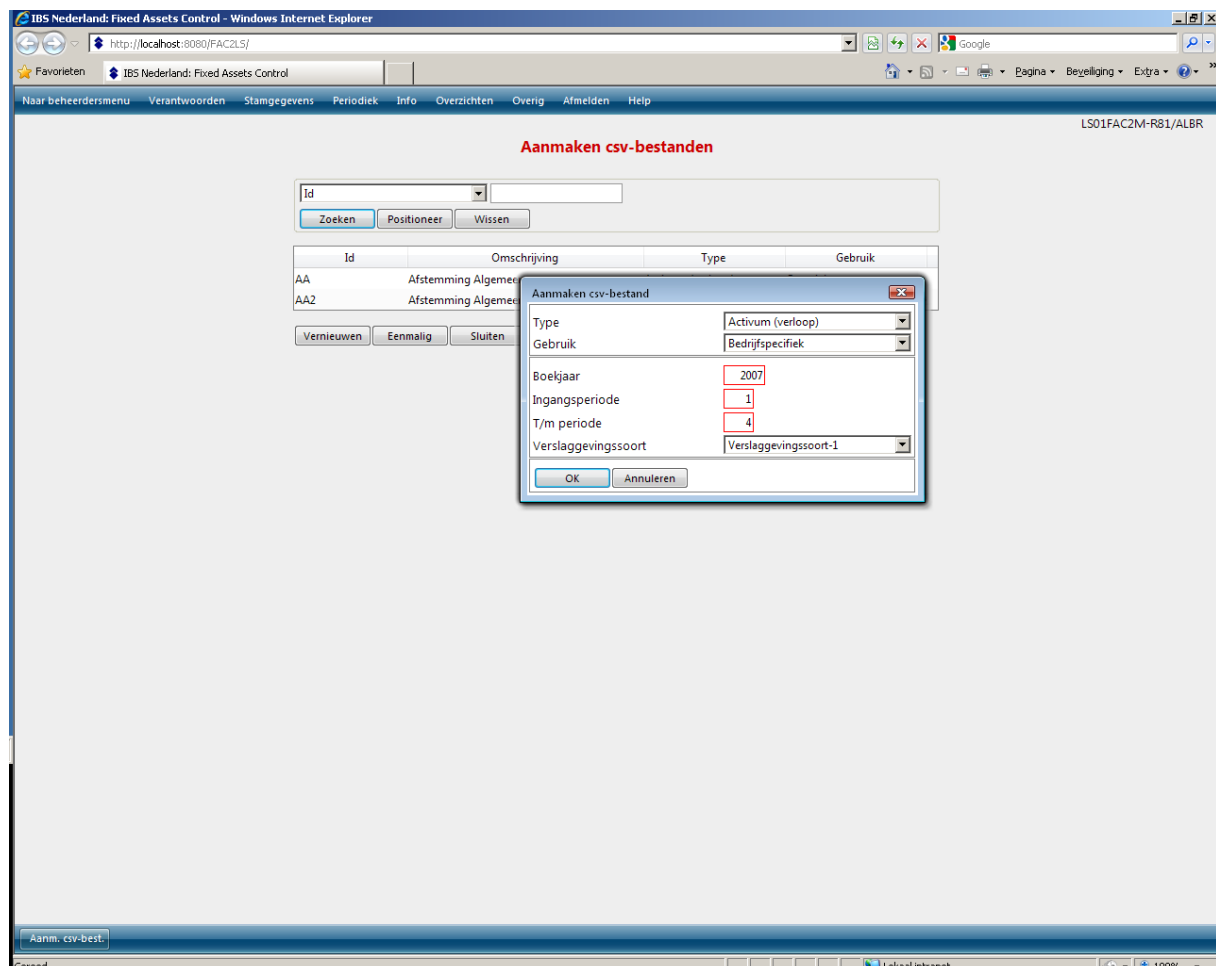 IBS Nederland: Fixed Assets Control - Windows Internet Explorer
http://localhost:8080/FAC2LS/
Google
Favorieten
IBS Nederland: Fixed Assets Control
Pagina
Beveiliging
Extra
Naar beheerdersmenu Verantwoorden Stamgegevens Periodiek Info Overzichten Overig Afmelden Help
LS01FAC2M-R81/ALBR
Aanmaken csv-bestanden
Id
Zoeken Positioneer Wissen
Id Omschrijving Type Gebruik
AA Afstemming Algemee
AA2 Afstemming Algemee
Vernieuwen Eenmalig Sluiten
Aanmaken csv-bestand
Type Activum (verloop)
Gebruik Bedrijfspecifiek
Boekjaar 2007
Ingangsperiode 1
T/m periode 4
Verslaggevingssoort Verslaggevingssoort-1
OK Annuleren
Aanm. csv-best.
Gereed
Lokaal intranet
100%